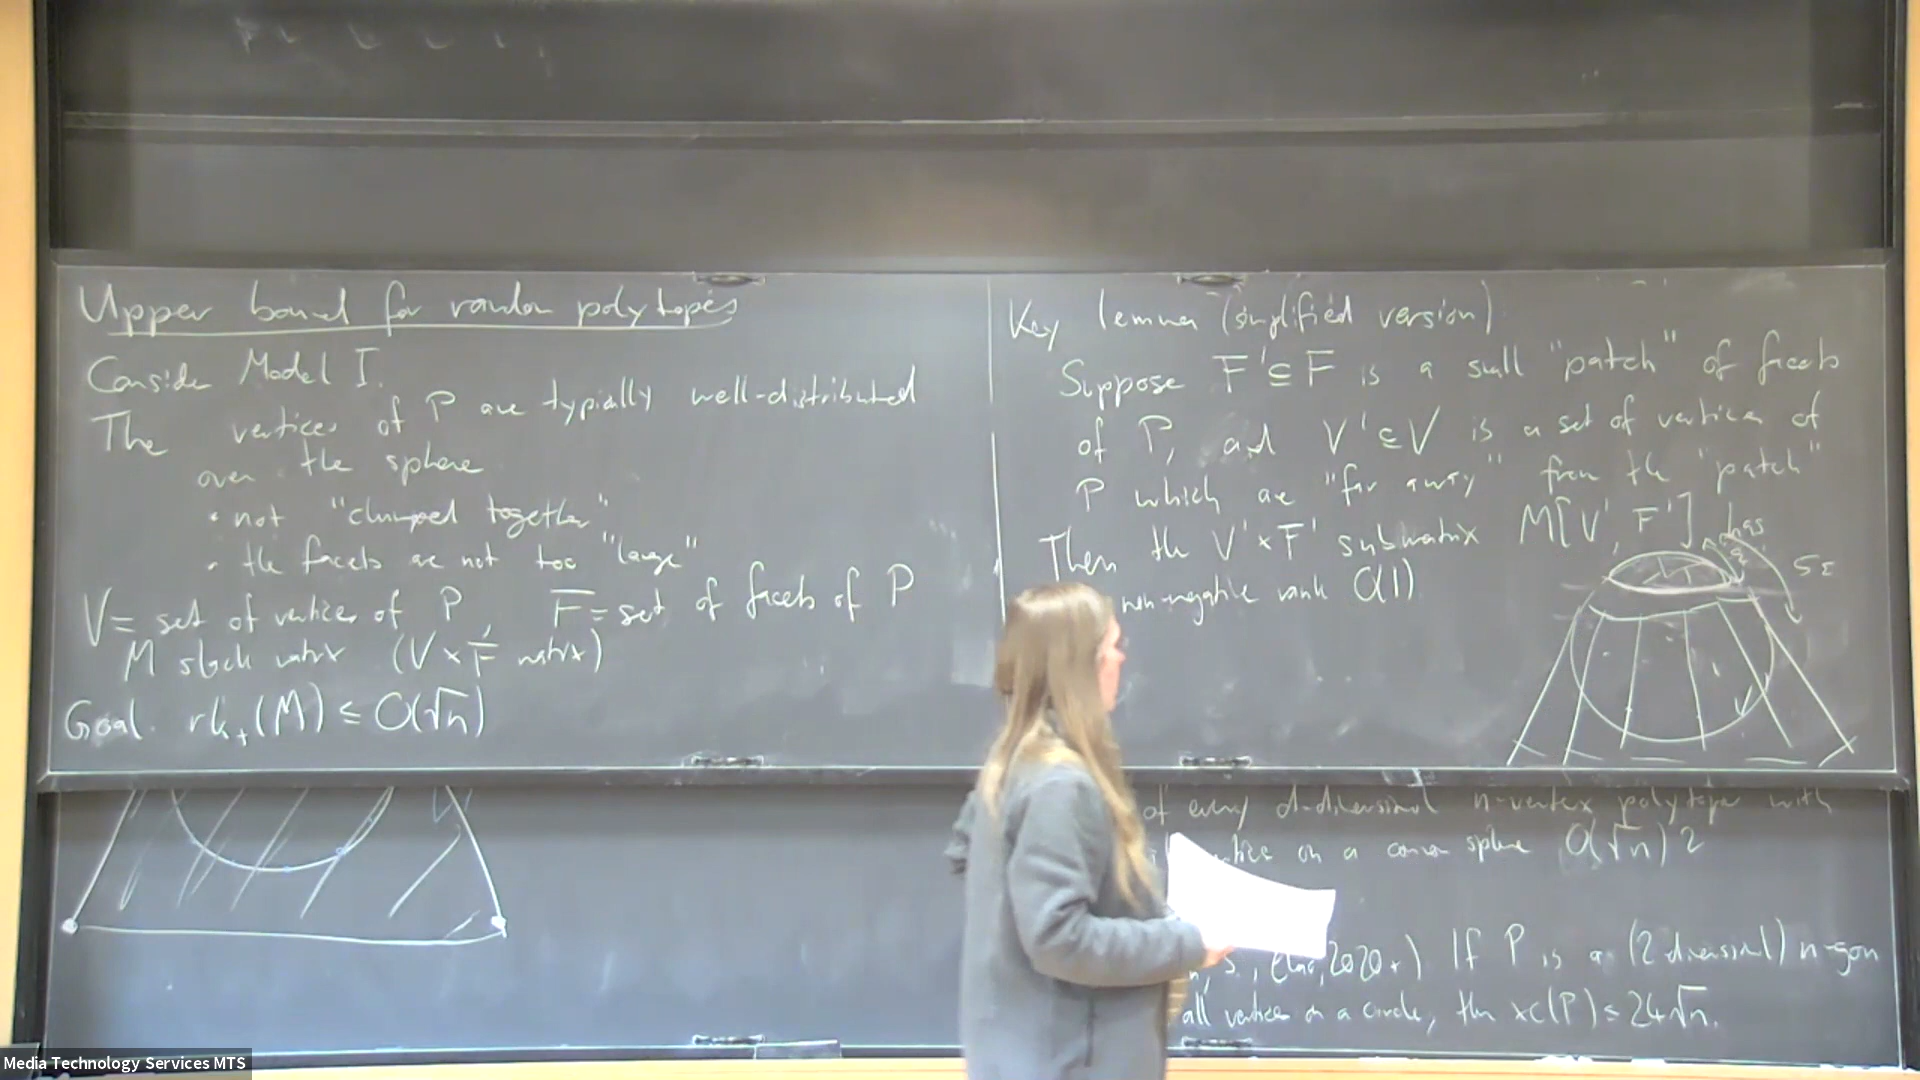 Upper bound for random polytopes
Consider Model I.
The vertices of P are typically well-distributed
over the sphere
• not "clumped together"
• the facets are not too "large"
V = set of vertices of P, F = set of facets of P
M slack matrix (V × F matrix)
Goal. rk₊(M) ≤ O(√n)
Key lemma (simplified version)
Suppose F' ⊆ F is a small "patch" of facets
of P, and V' ⊆ V is a set of vertices of
P which are "far away" from the "patch"
Then the V' × F' submatrix M[V', F'] has
non-negative rank O(1).
ε
5ε
of every d-dimensional n-vertex polytope with
vertices on a common sphere O(√n)?
2020+) If P is a (2 dimensional) n-gon
all vertices on a circle, then xc(P) ≤ 24√n.
Media Technology Services MTS